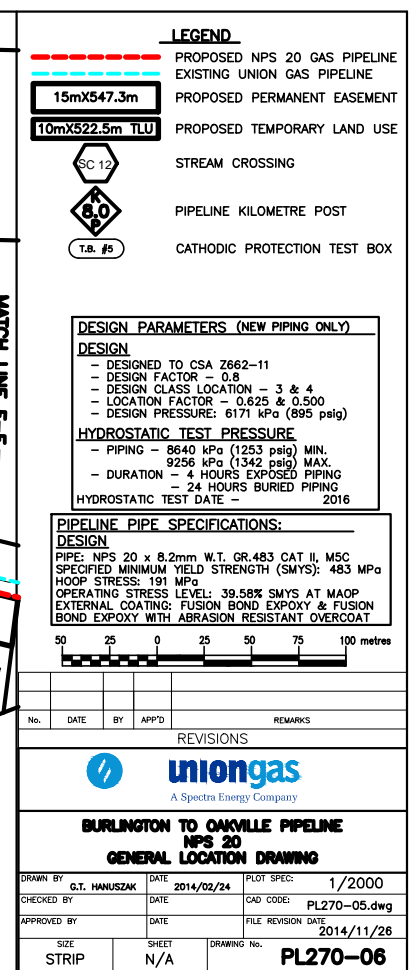 LEGEND
PROPOSED NPS 20 GAS PIPELINE
EXISTING UNION GAS PIPELINE
15mX547.3m PROPOSED PERMANENT EASEMENT
10mX522.5m TLU PROPOSED TEMPORARY LAND USE
SC 12 STREAM CROSSING
K
8.0 PIPELINE KILOMETRE POST
P
T.B. #5 CATHODIC PROTECTION TEST BOX
MATCH LINE
DESIGN PARAMETERS (NEW PIPING ONLY)
DESIGN
– DESIGNED TO CSA Z662–11
– DESIGN FACTOR – 0.8
– DESIGN CLASS LOCATION – 3 & 4
– LOCATION FACTOR – 0.625 & 0.500
– DESIGN PRESSURE: 6171 kPa (895 psig)
HYDROSTATIC TEST PRESSURE
– PIPING – 8640 kPa (1253 psig) MIN.
9256 kPa (1342 psig) MAX.
– DURATION – 4 HOURS EXPOSED PIPING
– 24 HOURS BURIED PIPING
HYDROSTATIC TEST DATE – 2016
PIPELINE PIPE SPECIFICATIONS:
DESIGN
PIPE: NPS 20 x 8.2mm W.T. GR.483 CAT II, M5C
SPECIFIED MINIMUM YIELD STRENGTH (SMYS): 483 MPa
HOOP STRESS: 191 MPa
OPERATING STRESS LEVEL: 39.58% SMYS AT MAOP
EXTERNAL COATING: FUSION BOND EXPOXY & FUSION
BOND EXPOXY WITH ABRASION RESISTANT OVERCOAT
50 25 0 25 50 75 100 metres
No. DATE BY APP'D REMARKS
REVISIONS
uniongas
A Spectra Energy Company
BURLINGTON TO OAKVILLE PIPELINE
NPS 20
GENERAL LOCATION DRAWING
DRAWN BY G.T. HANUSZAK DATE 2014/02/24 PLOT SPEC: 1/2000
CHECKED BY DATE CAD CODE: PL270-05.dwg
APPROVED BY DATE FILE REVISION DATE 2014/11/26
SIZE STRIP SHEET N/A DRAWING No. PL270-06